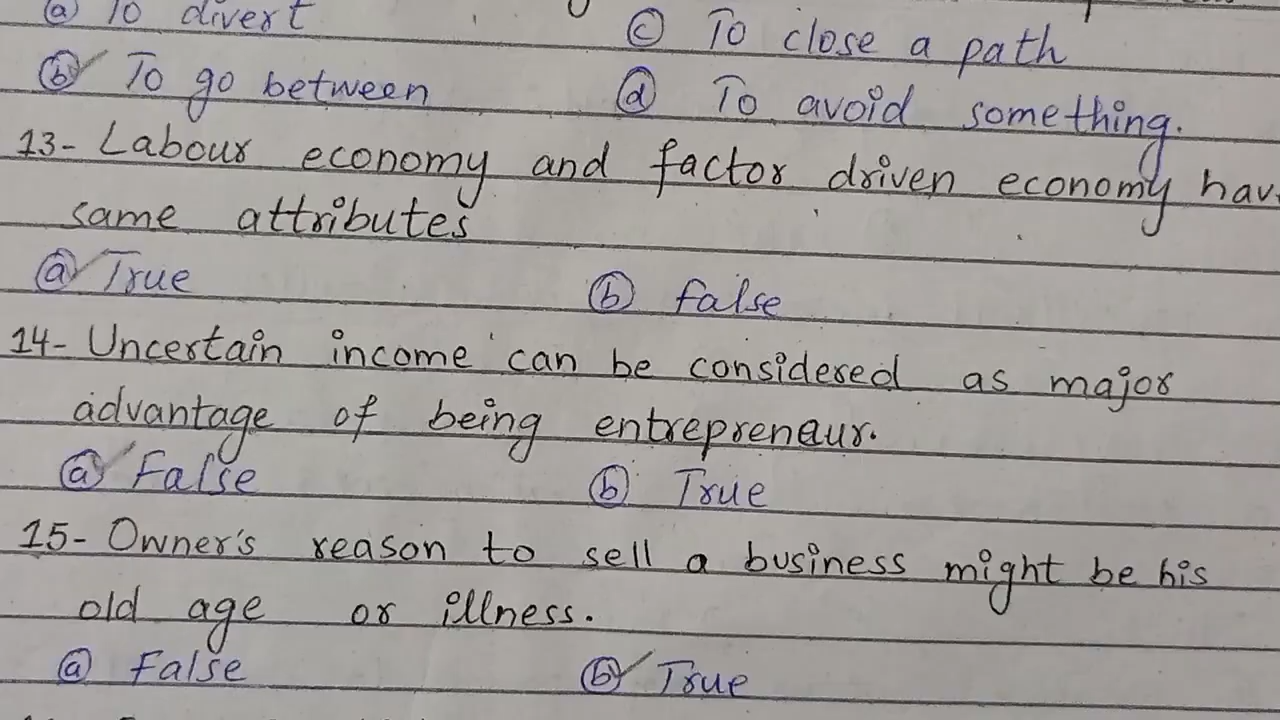 ⓐ To divert
ⓒ To close a path
ⓑ✓ To go between
ⓓ To avoid something.
13- Labour economy and factor driven economy hav
same attributes
ⓐ✓ True
ⓑ false
14- Uncertain income can be considered as major
advantage of being entrepreneur.
ⓐ✓ False
ⓑ True
15- Owner's reason to sell a business might be his
old age or illness.
ⓐ False
ⓑ✓ True